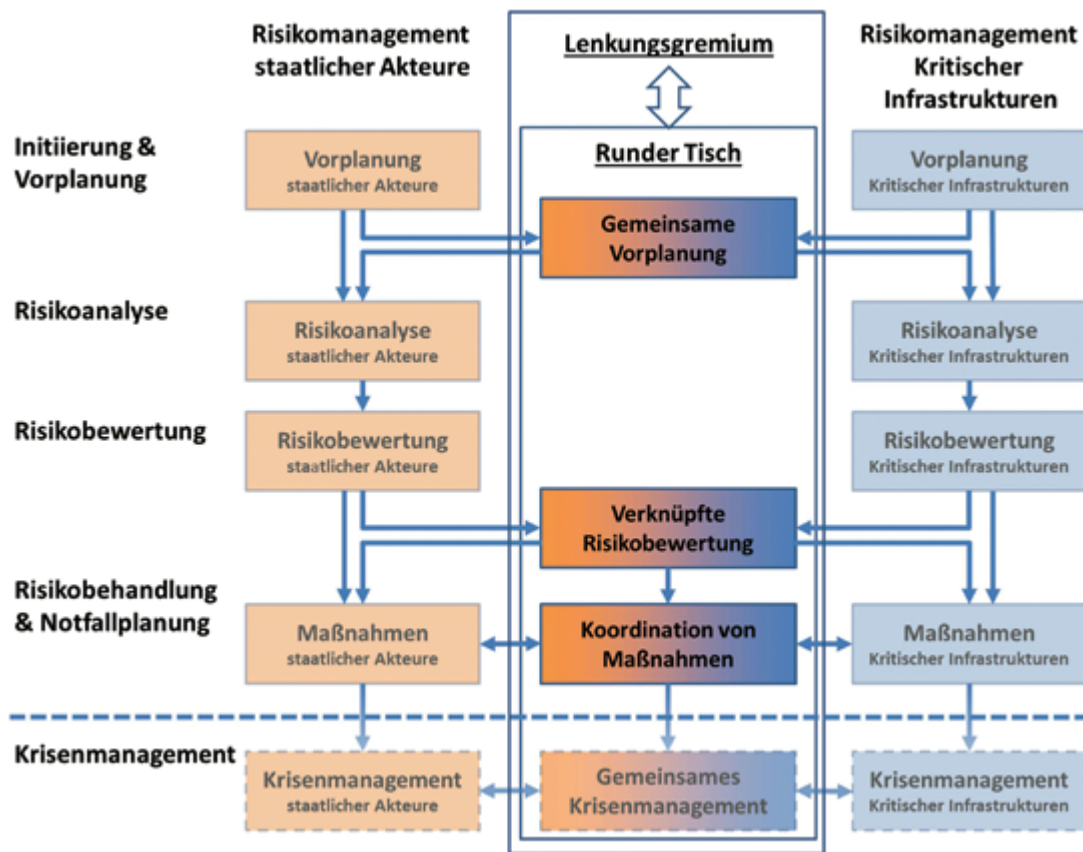 Risikomanagement
staatlicher Akteure
Lenkungsgremium
Risikomanagement
Kritischer
Infrastrukturen
Initiierung &
Vorplanung
Vorplanung
staatlicher Akteure
Runder Tisch
Gemeinsame
Vorplanung
Vorplanung
Kritischer Infrastrukturen
Risikoanalyse
Risikoanalyse
staatlicher Akteure
Risikoanalyse
Kritischer Infrastrukturen
Risikobewertung
Risikobewertung
staatlicher Akteure
Risikobewertung
Kritischer Infrastrukturen
Verknüpfte
Risikobewertung
Risikobehandlung
& Notfallplanung
Maßnahmen
staatlicher Akteure
Koordination von
Maßnahmen
Maßnahmen
Kritischer Infrastrukturen
Krisenmanagement
Krisenmanagement
staatlicher Akteure
Gemeinsames
Krisenmanagement
Krisenmanagement
Kritischer Infrastrukturen